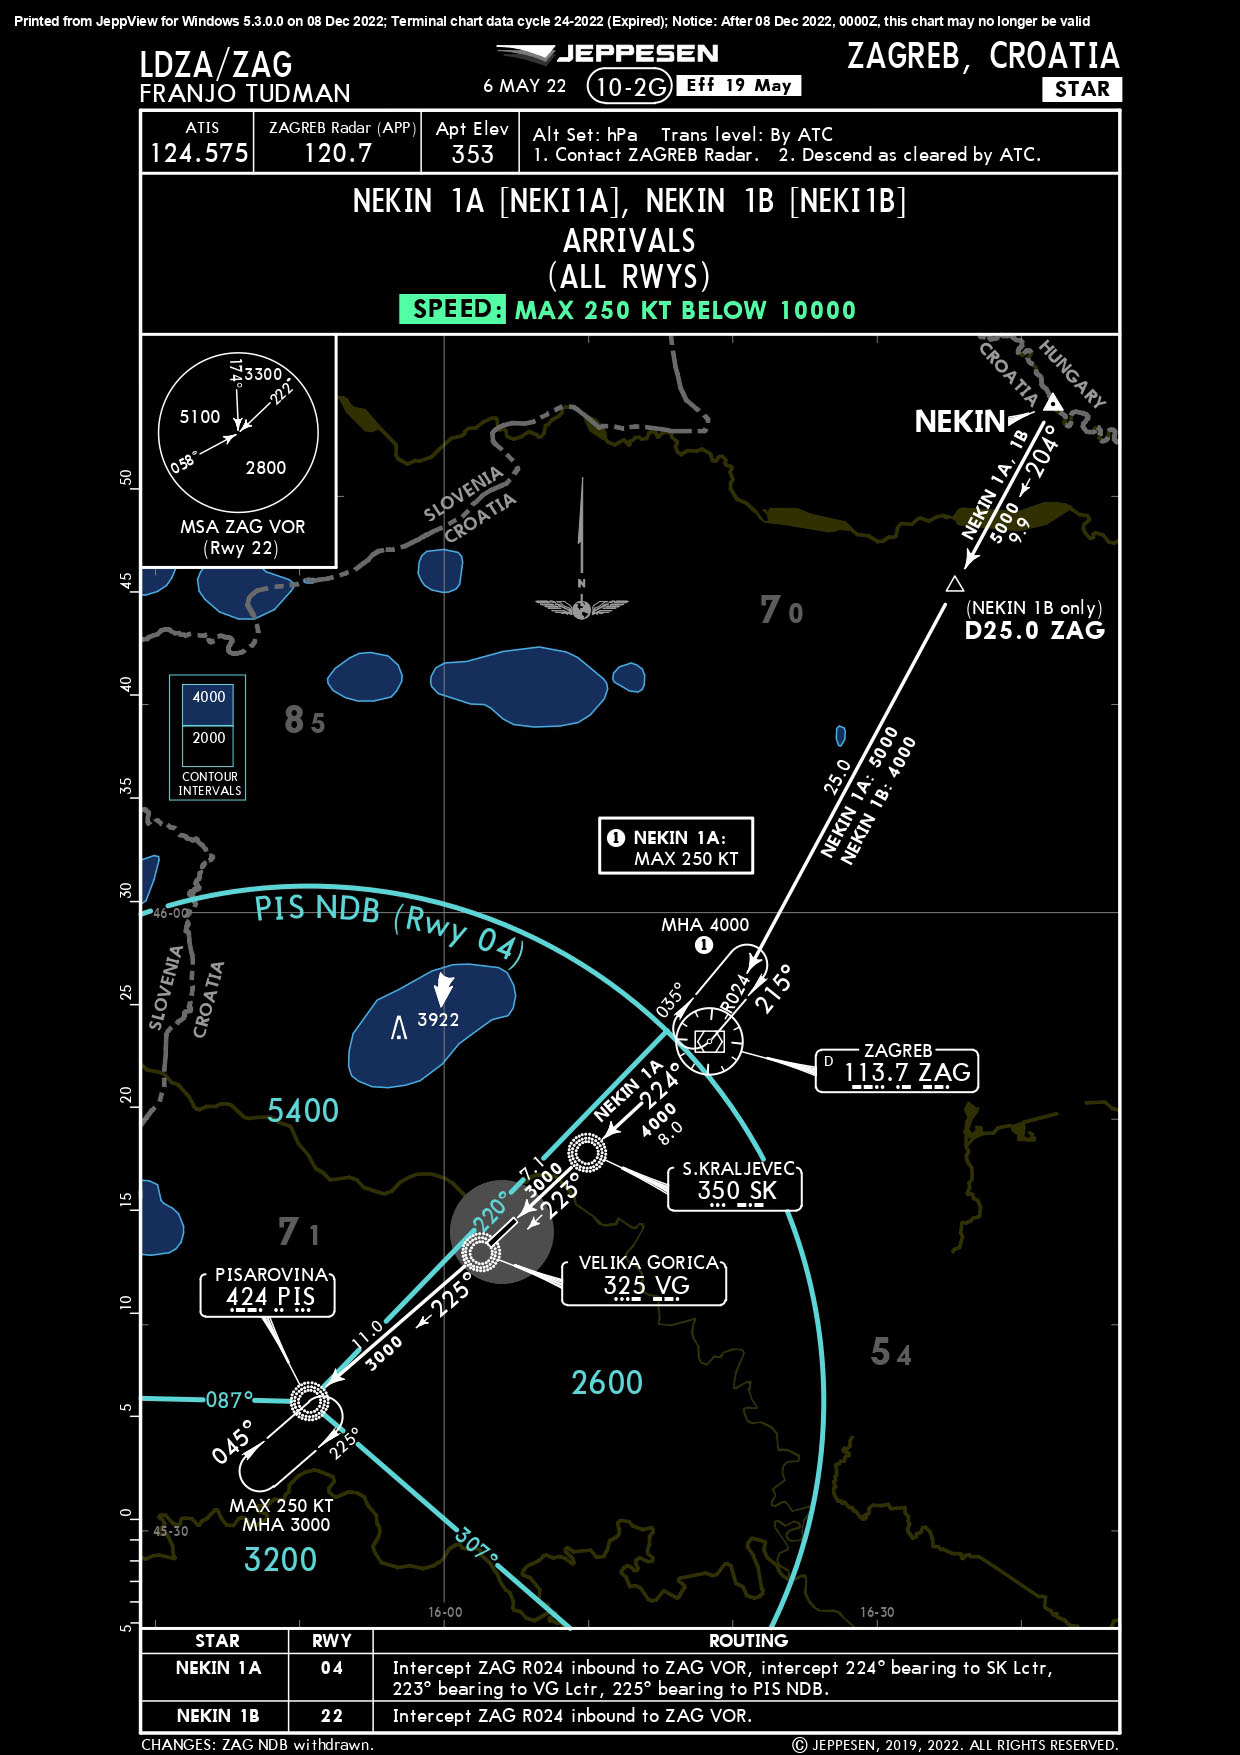 Printed from JeppView for Windows 5.3.0.0 on 08 Dec 2022; Terminal chart data cycle 24-2022 (Expired); Notice: After 08 Dec 2022, 0000Z, this chart may no longer be valid
LDZA/ZAG
FRANJO TUDMAN
JEPPESEN
6 MAY 22 10-2G Eff 19 May
ZAGREB, CROATIA
STAR
ATIS
124.575
ZAGREB Radar (APP)
120.7
Apt Elev
353
Alt Set: hPa Trans level: By ATC
1. Contact ZAGREB Radar. 2. Descend as cleared by ATC.
NEKIN 1A [NEKI1A], NEKIN 1B [NEKI1B]
ARRIVALS
(ALL RWYS)
SPEED: MAX 250 KT BELOW 10000
174°
3300
222°
5100
058°
2800
MSA ZAG VOR
(Rwy 22)
HUNGARY
CROATIA
NEKIN
NEKIN 1A, 1B
204°
5000
9.9
SLOVENIA
CROATIA
N
(NEKIN 1B only)
D25.0 ZAG
70
85
4000
2000
CONTOUR
INTERVALS
25.0
NEKIN 1A: 5000
NEKIN 1B: 4000
1 NEKIN 1A:
MAX 250 KT
46-00
PIS NDB (Rwy 04)
MHA 4000
1
R024
215°
035°
SLOVENIA
CROATIA
3922
ZAGREB
D 113.7 ZAG
NEKIN 1A
224°
4000
8.0
5400
S.KRALJEVEC
350 SK
7.1
3000
223°
220°
71
VELIKA GORICA
325 VG
PISAROVINA
424 PIS
225°
11.0
3000
54
2600
087°
045°
225°
MAX 250 KT
MHA 3000
45-30
3200
307°
16-00
16-30
50
45
40
35
30
25
20
15
10
5
0
5
STAR RWY ROUTING
NEKIN 1A 04 Intercept ZAG R024 inbound to ZAG VOR, intercept 224° bearing to SK Lctr,
223° bearing to VG Lctr, 225° bearing to PIS NDB.
NEKIN 1B 22 Intercept ZAG R024 inbound to ZAG VOR.
CHANGES: ZAG NDB withdrawn.
© JEPPESEN, 2019, 2022. ALL RIGHTS RESERVED.